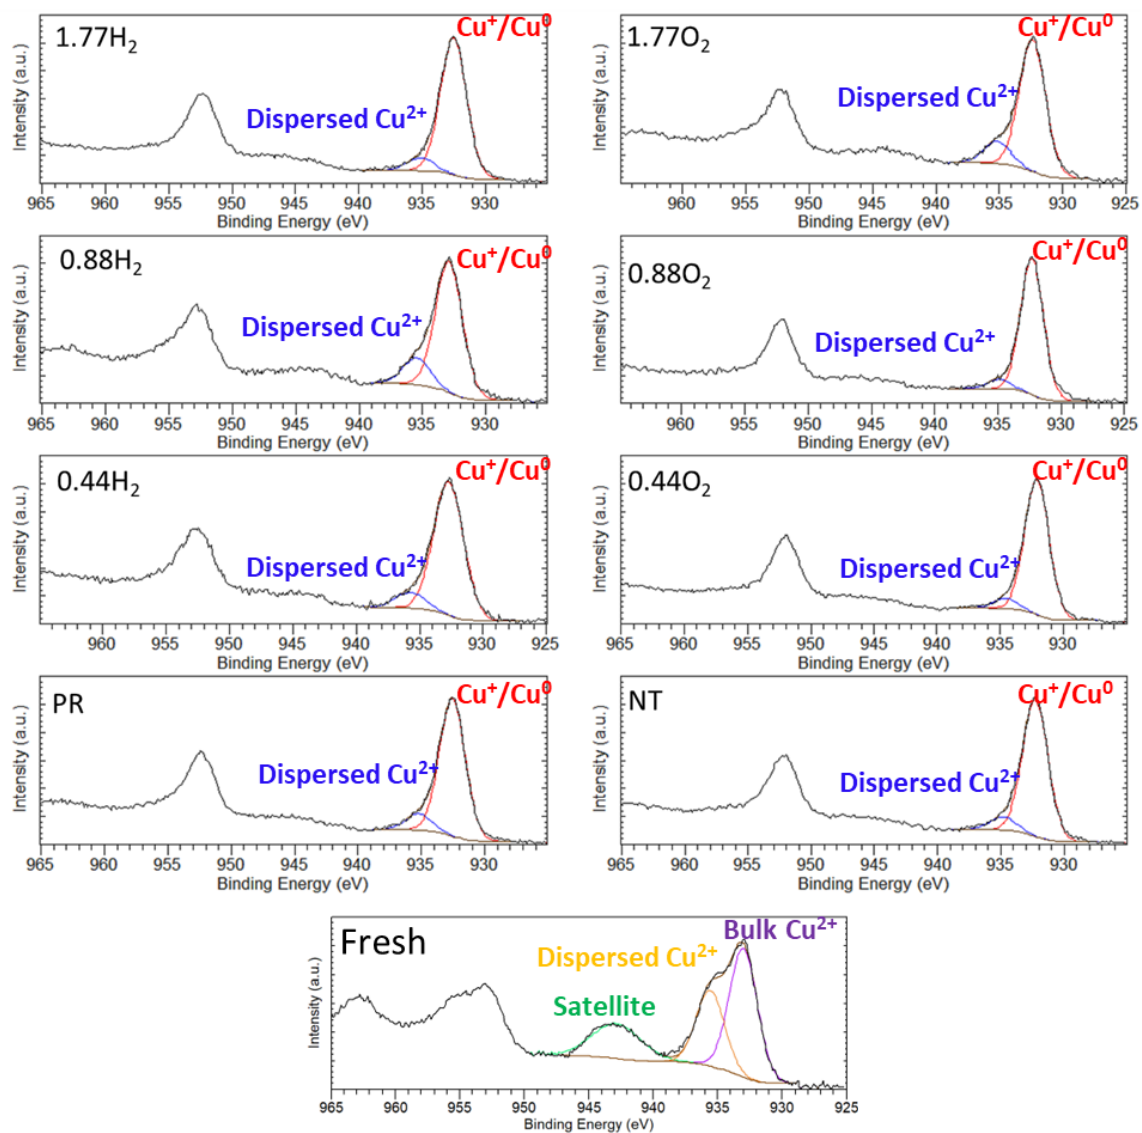 1.77H₂
Cu⁺/Cu⁰
Dispersed Cu²⁺
Intensity (a.u.)
965 960 955 950 945 940 935 930
Binding Energy (eV)
1.77O₂
Cu⁺/Cu⁰
Dispersed Cu²⁺
Intensity (a.u.)
960 955 950 945 940 935 930 925
Binding Energy (eV)
0.88H₂
Cu⁺/Cu⁰
Dispersed Cu²⁺
Intensity (a.u.)
965 960 955 950 945 940 935 930
Binding Energy (eV)
0.88O₂
Cu⁺/Cu⁰
Dispersed Cu²⁺
Intensity (a.u.)
960 955 950 945 940 935 930 925
Binding Energy (eV)
0.44H₂
Cu⁺/Cu⁰
Dispersed Cu²⁺
Intensity (a.u.)
960 955 950 945 940 935 930 925
Binding Energy (eV)
0.44O₂
Cu⁺/Cu⁰
Dispersed Cu²⁺
Intensity (a.u.)
965 960 955 950 945 940 935 930
Binding Energy (eV)
PR
Cu⁺/Cu⁰
Dispersed Cu²⁺
Intensity (a.u.)
965 960 955 950 945 940 935 930
Binding Energy (eV)
NT
Cu⁺/Cu⁰
Dispersed Cu²⁺
Intensity (a.u.)
965 960 955 950 945 940 935 930
Binding Energy (eV)
Fresh
Bulk Cu²⁺
Dispersed Cu²⁺
Satellite
Intensity (a.u.)
965 960 955 950 945 940 935 930 925
Binding Energy (eV)